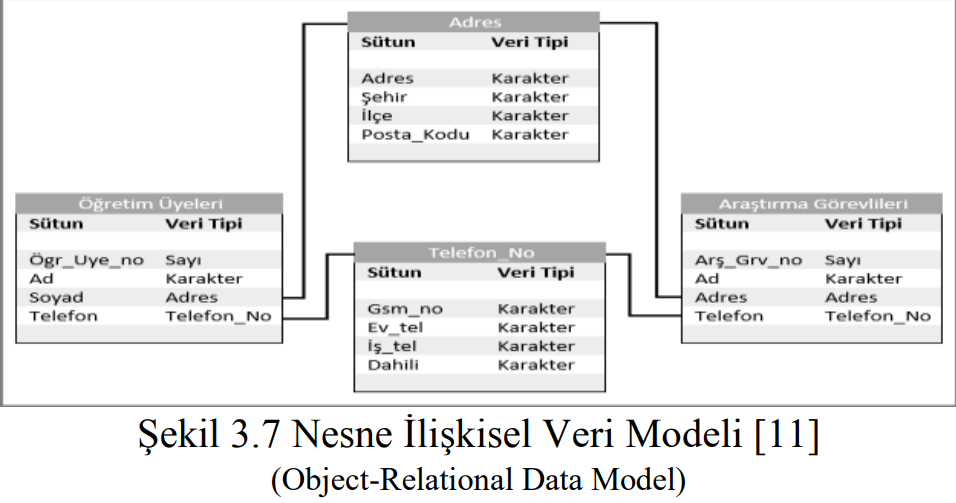 Adres
Sütun Veri Tipi
Adres Karakter
Şehir Karakter
İlçe Karakter
Posta_Kodu Karakter
Öğretim Üyeleri
Sütun Veri Tipi
Ögr_Uye_no Sayı
Ad Karakter
Soyad Adres
Telefon Telefon_No
Telefon_No
Sütun Veri Tipi
Gsm_no Karakter
Ev_tel Karakter
İş_tel Karakter
Dahili Karakter
Araştırma Görevlileri
Sütun Veri Tipi
Arş_Grv_no Sayı
Ad Karakter
Adres Adres
Telefon Telefon_No
Şekil 3.7 Nesne İlişkisel Veri Modeli [11]
(Object-Relational Data Model)